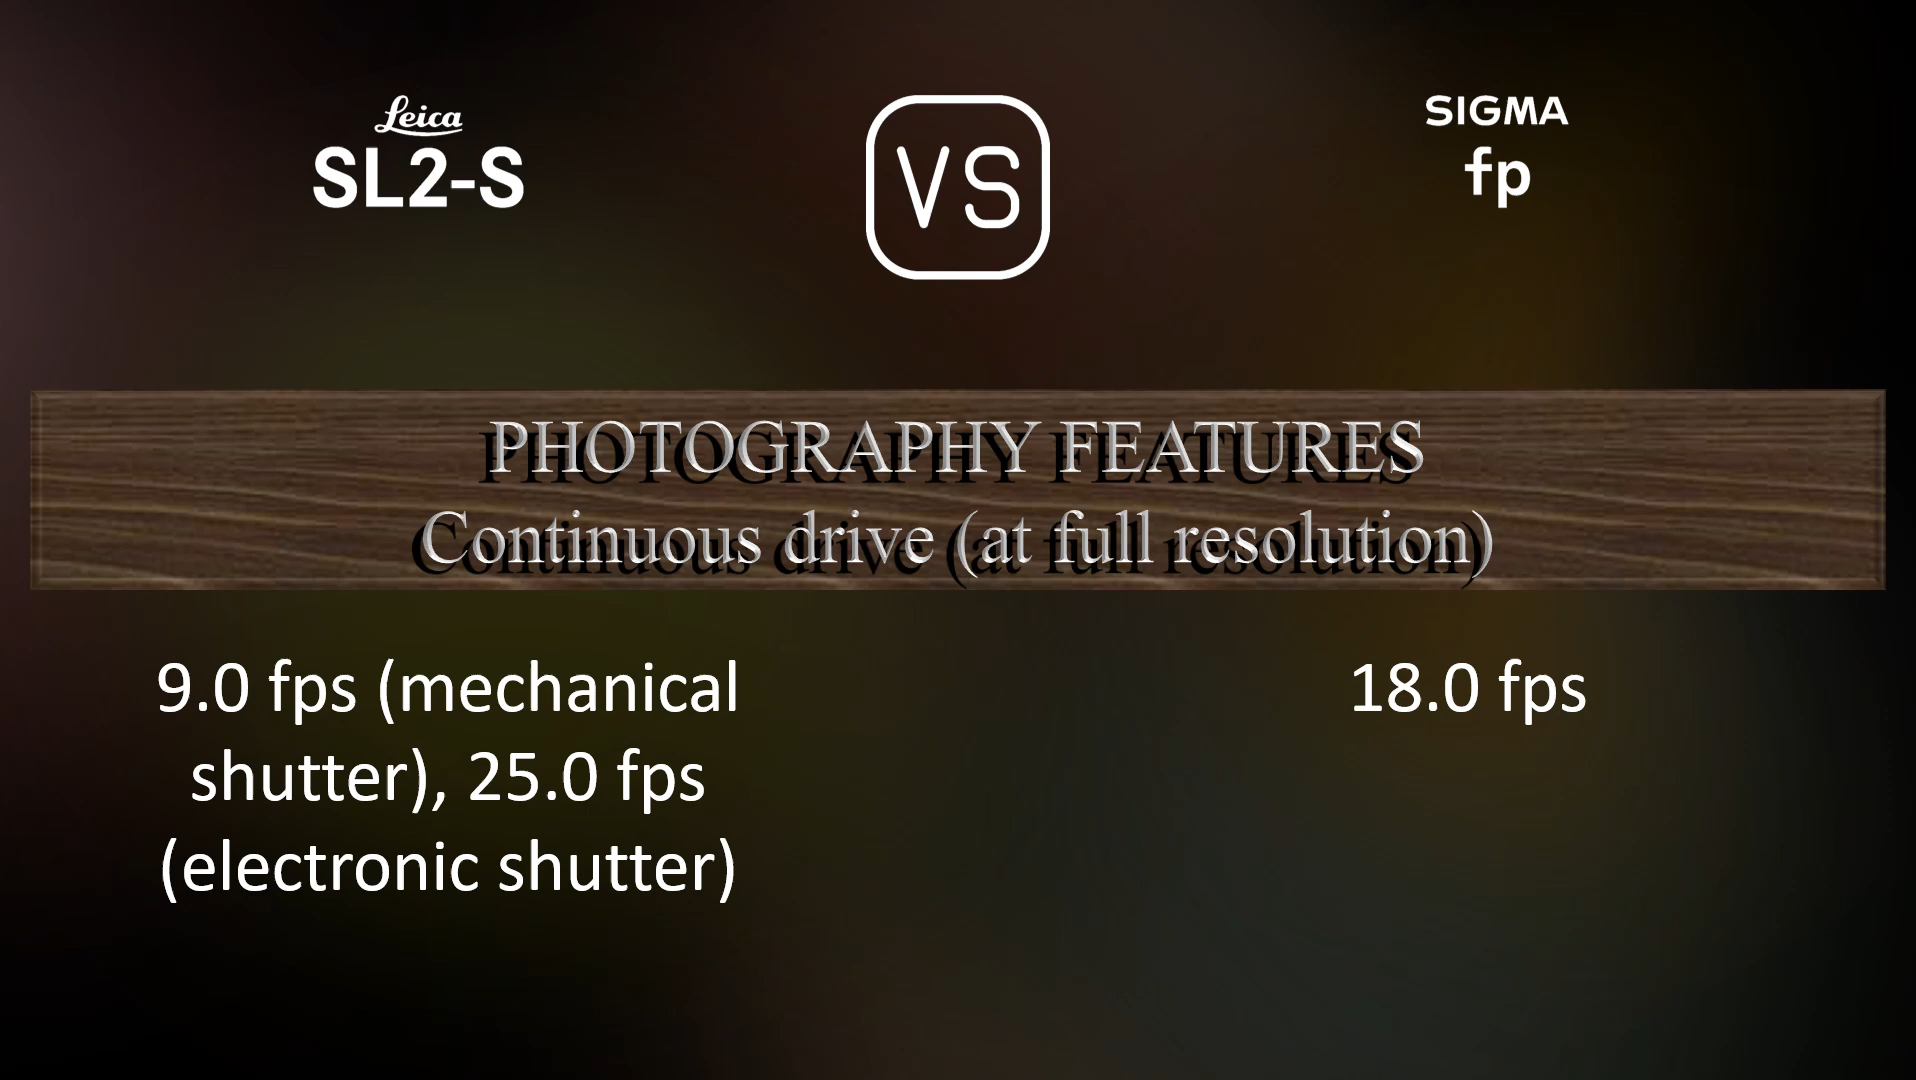 Leica
SL2-S
VS
SIGMA
fp
PHOTOGRAPHY FEATURES
Continuous drive (at full resolution)
9.0 fps (mechanical
shutter), 25.0 fps
(electronic shutter)
18.0 fps